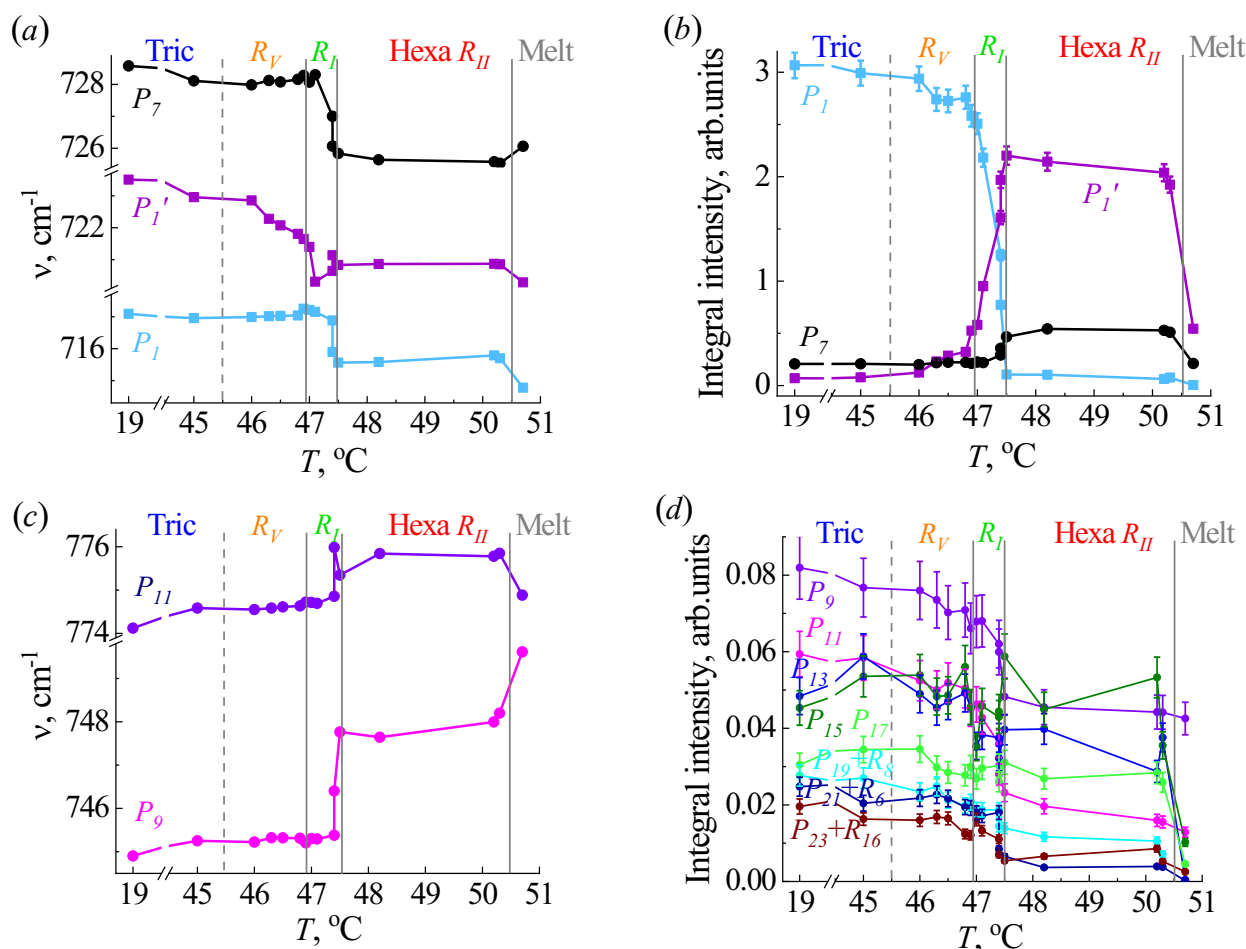 (a)
Tric R_V R_I Hexa R_II Melt
728
P_7
726
P_1'
722
P_1
716
ν, cm⁻¹
19 45 46 47 48 49 50 51
T, °C
(b)
Tric R_V R_I Hexa R_II Melt
3
P_1
2
P_1'
1
P_7
0
Integral intensity, arb.units
19 45 46 47 48 49 50 51
T, °C
(c)
Tric R_V R_I Hexa R_II Melt
776
P_11
774
748
746
P_9
ν, cm⁻¹
19 45 46 47 48 49 50 51
T, °C
(d)
Tric R_V R_I Hexa R_II Melt
0.08
P_9
0.06
P_11
P_13
0.04
P_15 P_17
P_19+R_8
0.02
P_21+R_6
P_23+R_16
0.00
Integral intensity, arb.units
19 45 46 47 48 49 50 51
T, °C